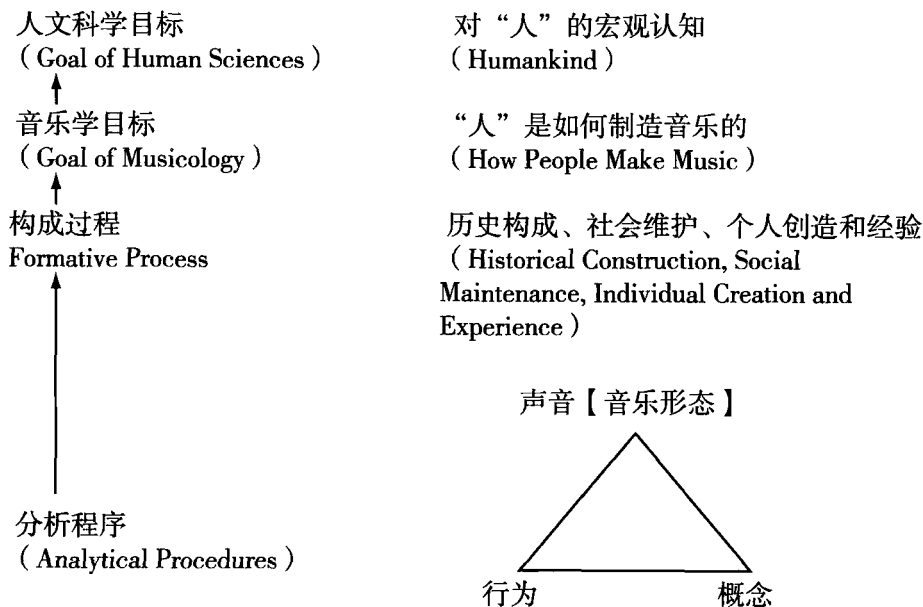 人文科学目标
（Goal of Human Sciences）
对“人”的宏观认知
（Humankind）
音乐学目标
（Goal of Musicology）
“人”是如何制造音乐的
（How People Make Music）
构成过程
Formative Process
历史构成、社会维护、个人创造和经验
（Historical Construction, Social
Maintenance, Individual Creation and
Experience）
声音【音乐形态】
分析程序
（Analytical Procedures）
行为
概念